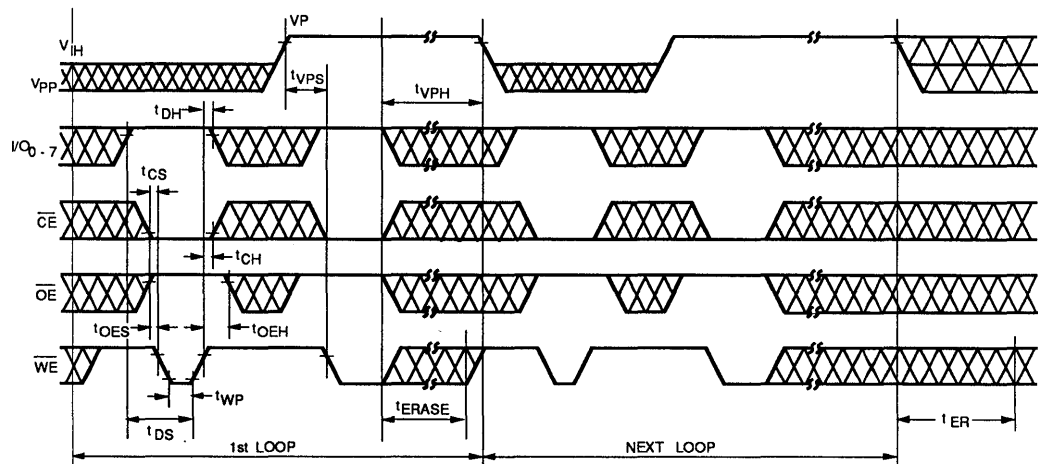 VP
VIH
tVPS
VPP
tVPH
tDH
I/O0 - 7
tCS
CE
tCH
OE
tOES
tOEH
WE
tWP
tERASE
tDS
tER
1st LOOP
NEXT LOOP